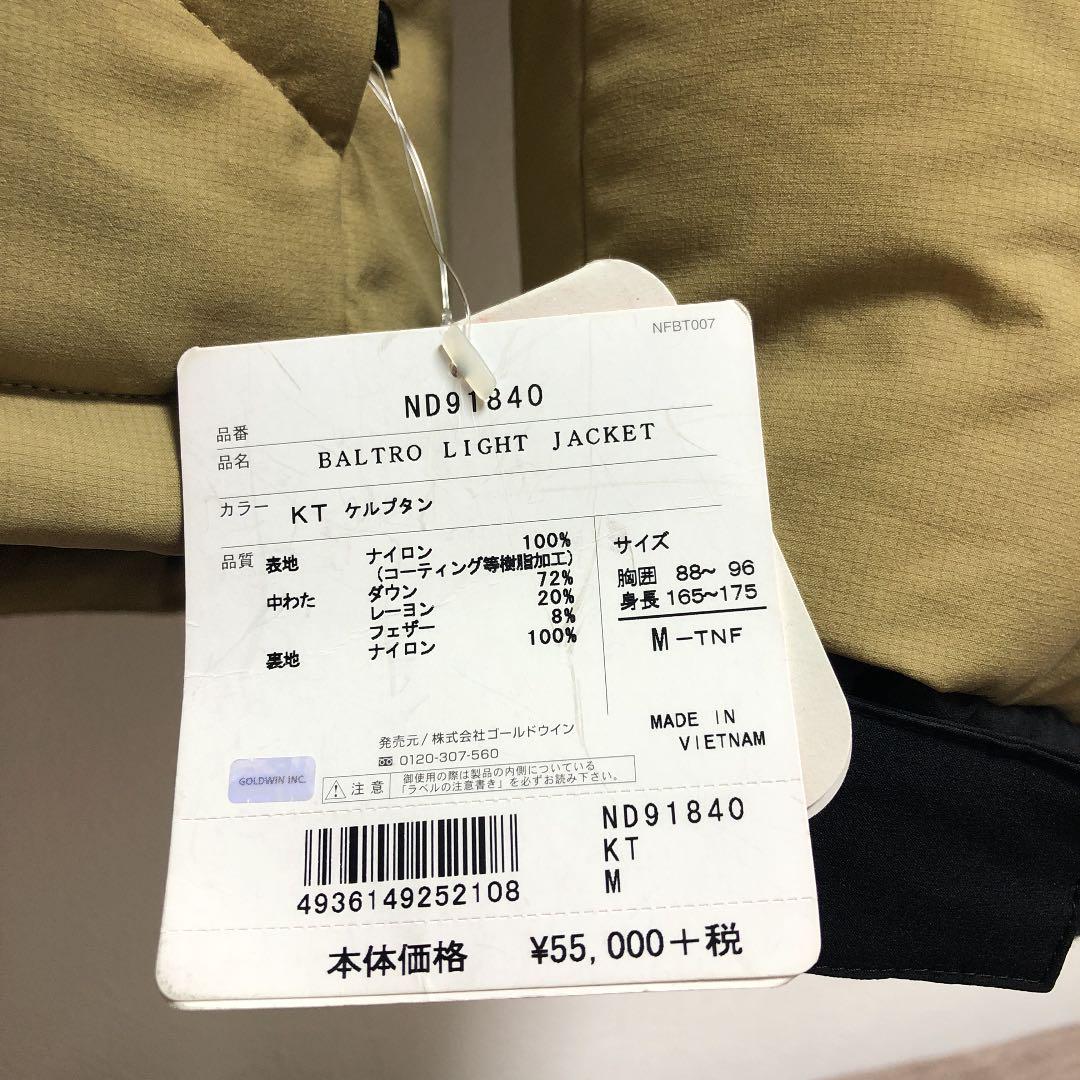 NFBT007
品番 ND91840
品名 BALTRO LIGHT JACKET
カラー KT ケルプタン
品質 表地 ナイロン 100%
(コーティング等樹脂加工)
中わた ダウン 72%
レーヨン 20%
フェザー 8%
裏地 ナイロン 100%
サイズ
胸囲 88~ 96
身長 165~175
M-TNF
MADE IN
VIETNAM
発売元/株式会社ゴールドウイン
0120-307-560
GOLDWIN INC.
注意
御使用の際は製品の内側についている
「ラベルの注意書き」を必ずお読み下さい。
4936149252108
ND91840
KT
M
本体価格 ¥55,000+税